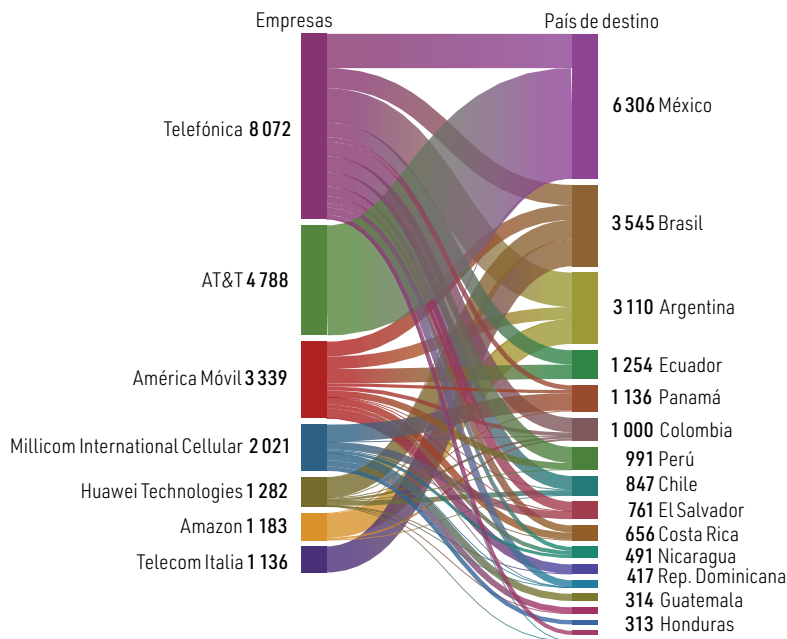 Empresas
País de destino
Telefónica 8 072
AT&T 4 788
América Móvil 3 339
Millicom International Cellular 2 021
Huawei Technologies 1 282
Amazon 1 183
Telecom Italia 1 136
6 306 México
3 545 Brasil
3 110 Argentina
1 254 Ecuador
1 136 Panamá
1 000 Colombia
991 Perú
847 Chile
761 El Salvador
656 Costa Rica
491 Nicaragua
417 Rep. Dominicana
314 Guatemala
313 Honduras